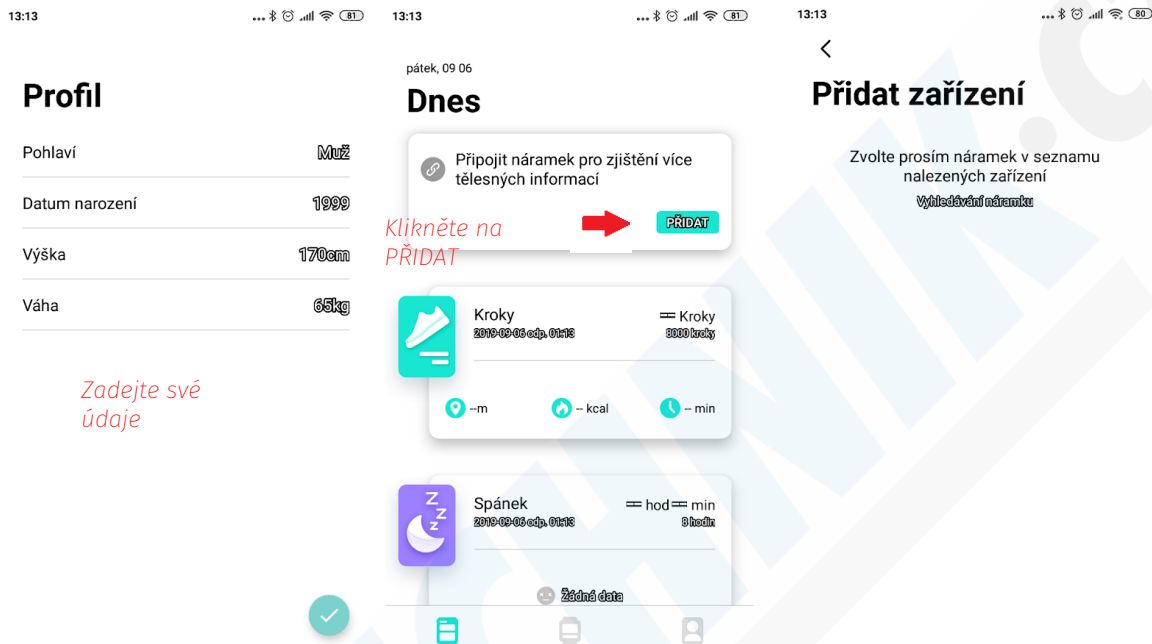 13:13
81
Profil
Pohlaví Muž
Datum narození 1999
Výška 170cm
Váha 65kg
Zadejte své
údaje
13:13
81
pátek, 09 06
Dnes
Připojit náramek pro zjištění více
tělesných informací
PŘIDAT
Klikněte na
PŘIDAT
Kroky -- Kroky
2019-09-06 odp. 01:13 8000 kroky
--m -- kcal -- min
Spánek -- hod -- min
2019-09-06 odp. 01:13 8 hodin
Žádná data
13:13
80
Přidat zařízení
Zvolte prosím náramek v seznamu
nalezených zařízení
Vyhledávání náramku